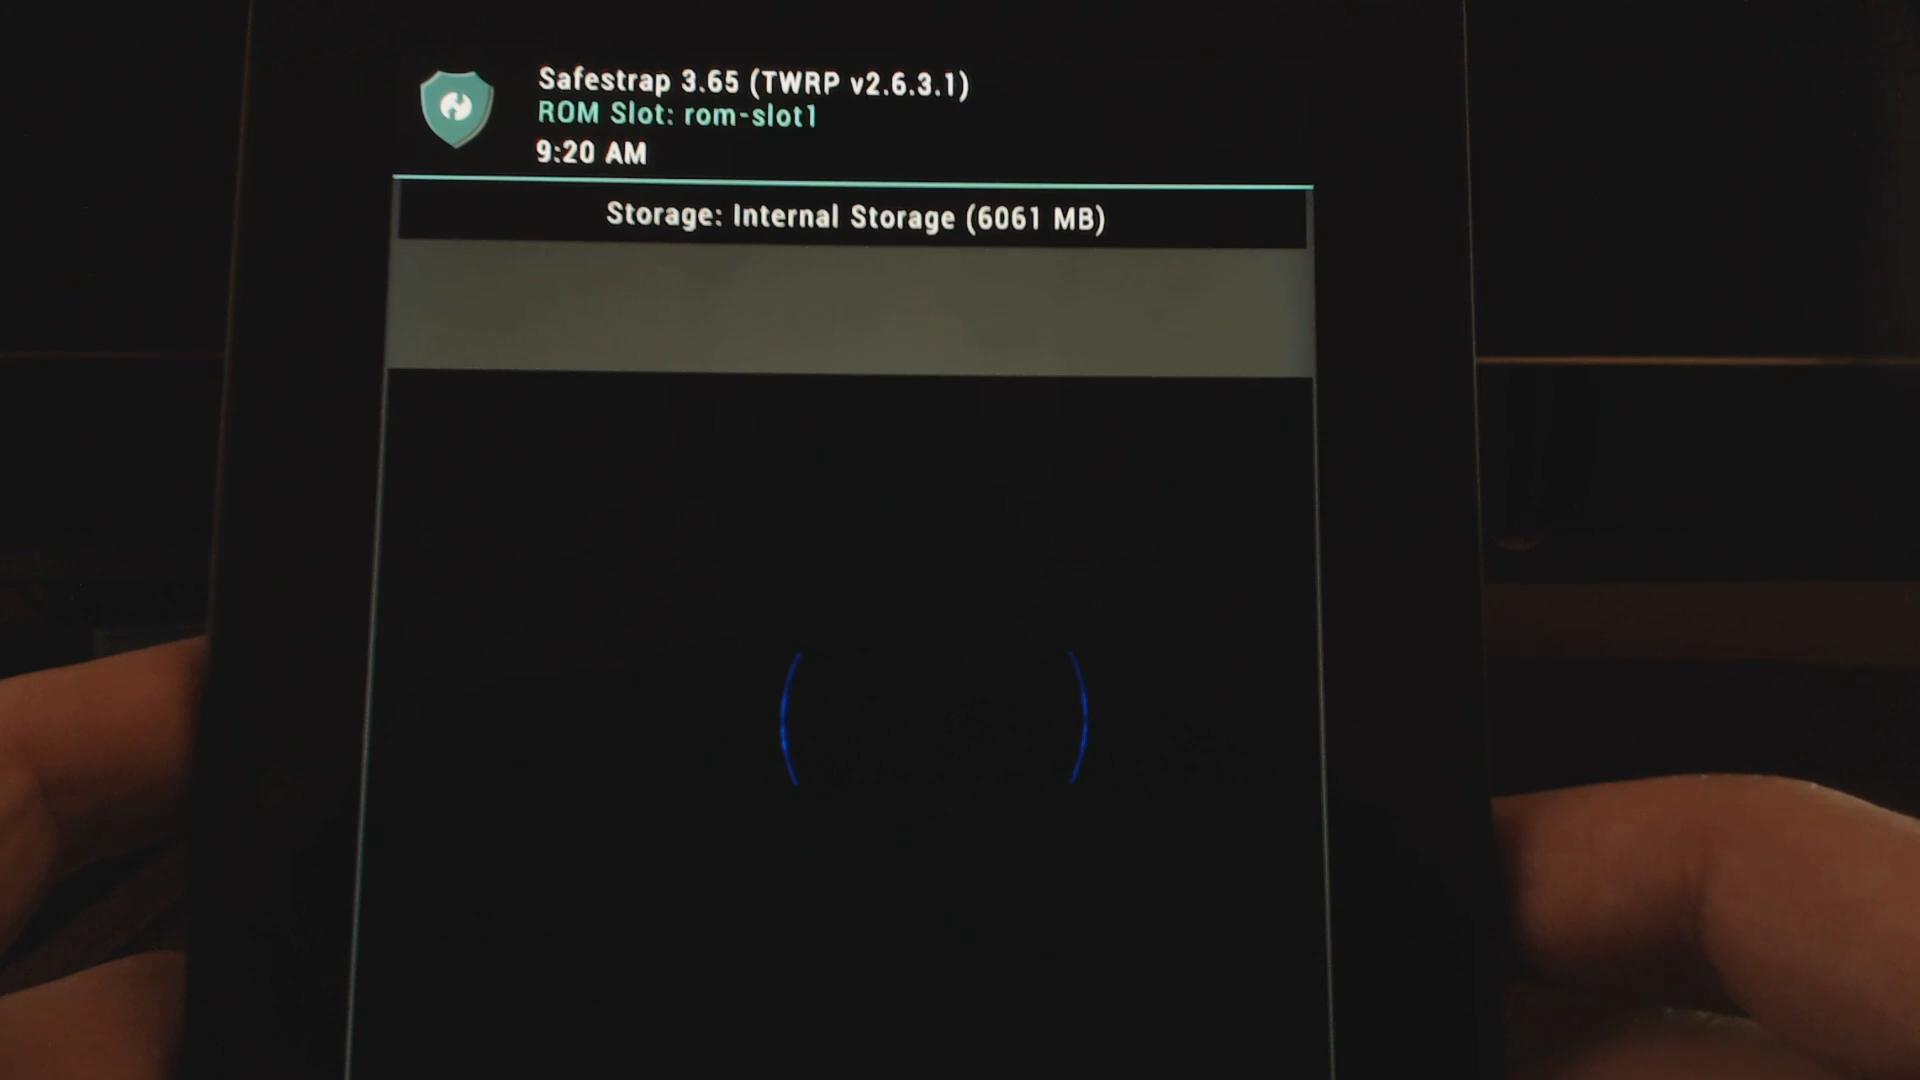 Safestrap 3.65 (TWRP v2.6.3.1)
ROM Slot: rom-slot1
9:20 AM
Storage: Internal Storage (6061 MB)